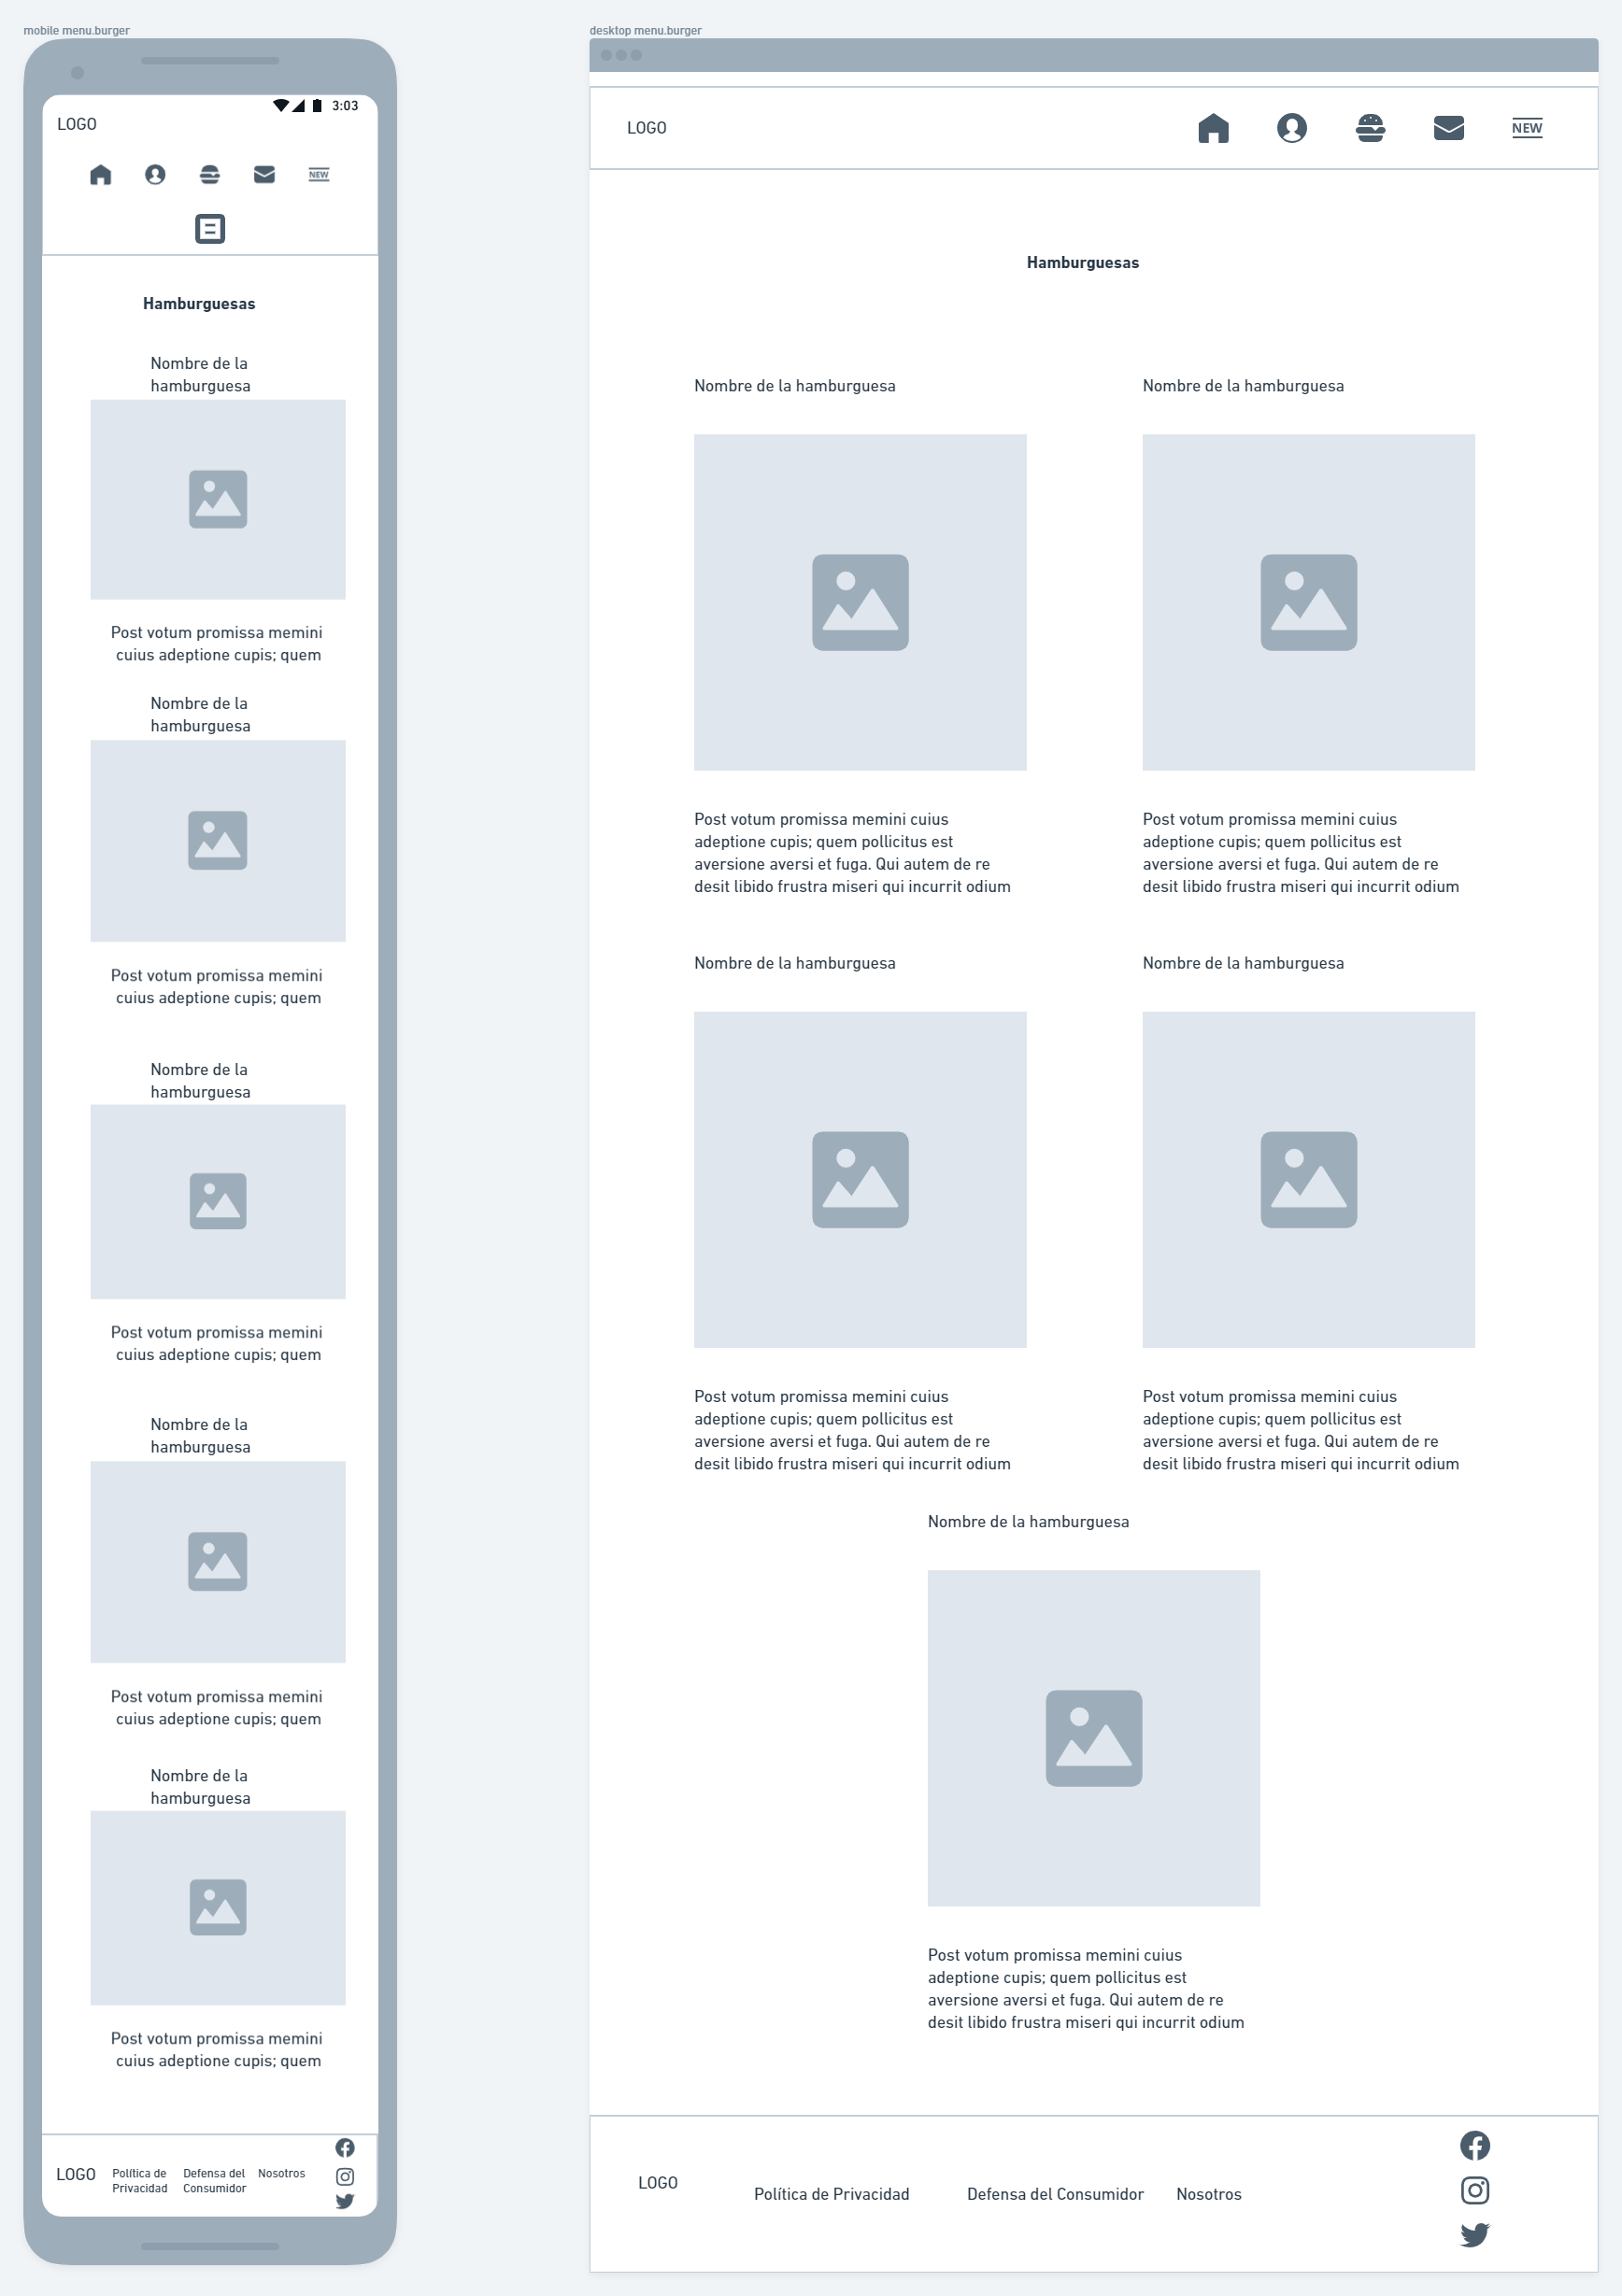 mobile menu.burger
3:03
LOGO
NEW
Hamburguesas
Nombre de la
hamburguesa
Post votum promissa memini
cuius adeptione cupis; quem
Nombre de la
hamburguesa
Post votum promissa memini
cuius adeptione cupis; quem
Nombre de la
hamburguesa
Post votum promissa memini
cuius adeptione cupis; quem
Nombre de la
hamburguesa
Post votum promissa memini
cuius adeptione cupis; quem
Nombre de la
hamburguesa
Post votum promissa memini
cuius adeptione cupis; quem
LOGO
Política de
Privacidad
Defensa del
Consumidor
Nosotros
desktop menu.burger
LOGO
NEW
Hamburguesas
Nombre de la hamburguesa
Post votum promissa memini cuius
adeptione cupis; quem pollicitus est
aversione aversi et fuga. Qui autem de re
desit libido frustra miseri qui incurrit odium
Nombre de la hamburguesa
Post votum promissa memini cuius
adeptione cupis; quem pollicitus est
aversione aversi et fuga. Qui autem de re
desit libido frustra miseri qui incurrit odium
Nombre de la hamburguesa
Post votum promissa memini cuius
adeptione cupis; quem pollicitus est
aversione aversi et fuga. Qui autem de re
desit libido frustra miseri qui incurrit odium
Nombre de la hamburguesa
Post votum promissa memini cuius
adeptione cupis; quem pollicitus est
aversione aversi et fuga. Qui autem de re
desit libido frustra miseri qui incurrit odium
Nombre de la hamburguesa
Post votum promissa memini cuius
adeptione cupis; quem pollicitus est
aversione aversi et fuga. Qui autem de re
desit libido frustra miseri qui incurrit odium
LOGO
Política de Privacidad
Defensa del Consumidor
Nosotros